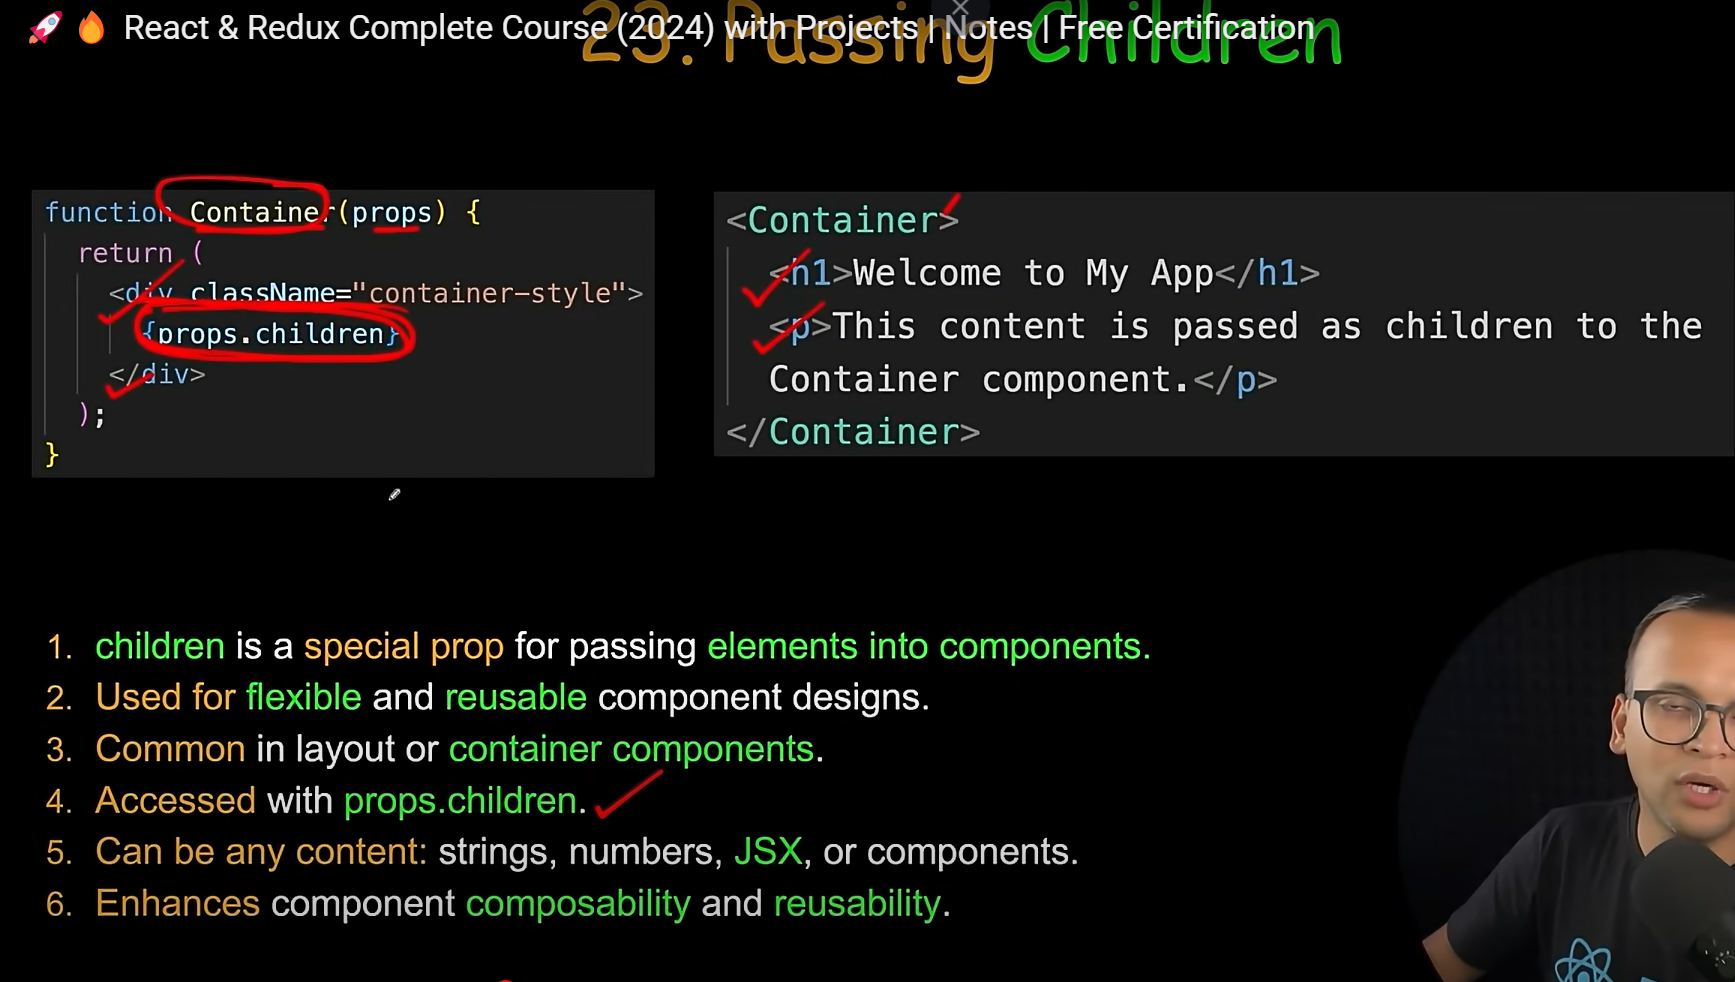 🚀 🔥 React & Redux Complete Course (2024) with Projects | Notes | Free Certification
23. Passing Children
function Container(props) {
return (
<div className="container-style">
{props.children}
</div>
);
}
<Container>
<h1>Welcome to My App</h1>
<p>This content is passed as children to the
Container component.</p>
</Container>
1. children is a special prop for passing elements into components.
2. Used for flexible and reusable component designs.
3. Common in layout or container components.
4. Accessed with props.children.
5. Can be any content: strings, numbers, JSX, or components.
6. Enhances component composability and reusability.